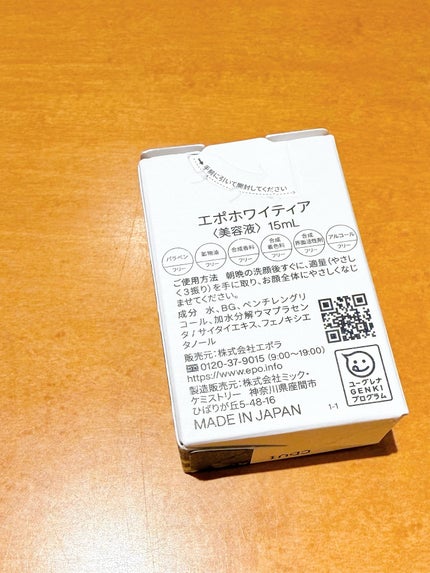 手前に引いて開封してください
エポホワイティア
〈美容液〉 15mL
パラベン フリー
鉱物油 フリー
合成香料 フリー
合成着色料 フリー
合成界面活性剤 フリー
アルコール フリー
ご使用方法 朝晩の洗顔後すぐに、適量(やさし
く3振り)を手に取り、お顔全体にやさしくなじ
ませてください。
成分 水、BG、ペンチレングリ
コール、加水分解ウマプラセン
タ/サイタイエキス、フェノキシエ
タノール
販売元:株式会社エポラ
0120-37-9015 (9:00〜19:00)
https://www.epo.info
製造販売元:株式会社ミック・
ケミストリー 神奈川県座間市
ひばりが丘5-48-16
MADE IN JAPAN
1-1
ユーグレナ
GENKI
プログラム